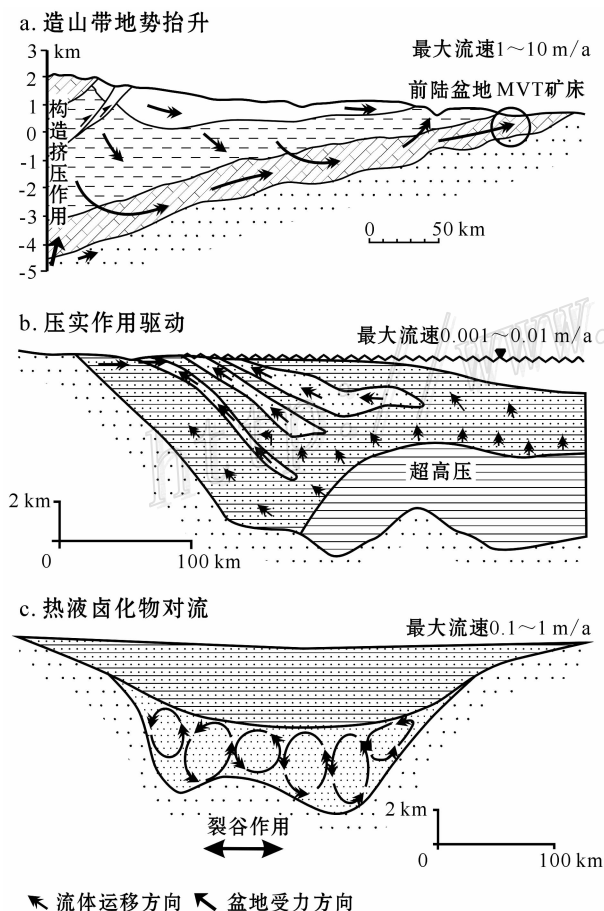 a. 造山带地势抬升
3 km
最大流速1～10 m/a
2
前陆盆地 MVT矿床
1
0
-1
-2
-3
-4
-5
构造挤压作用
0 50 km
b. 压实作用驱动
最大流速0.001～0.01 m/a
超高压
2 km
0 100 km
c. 热液卤化物对流
最大流速0.1～1 m/a
裂谷作用
2 km
0 100 km
流体运移方向 盆地受力方向